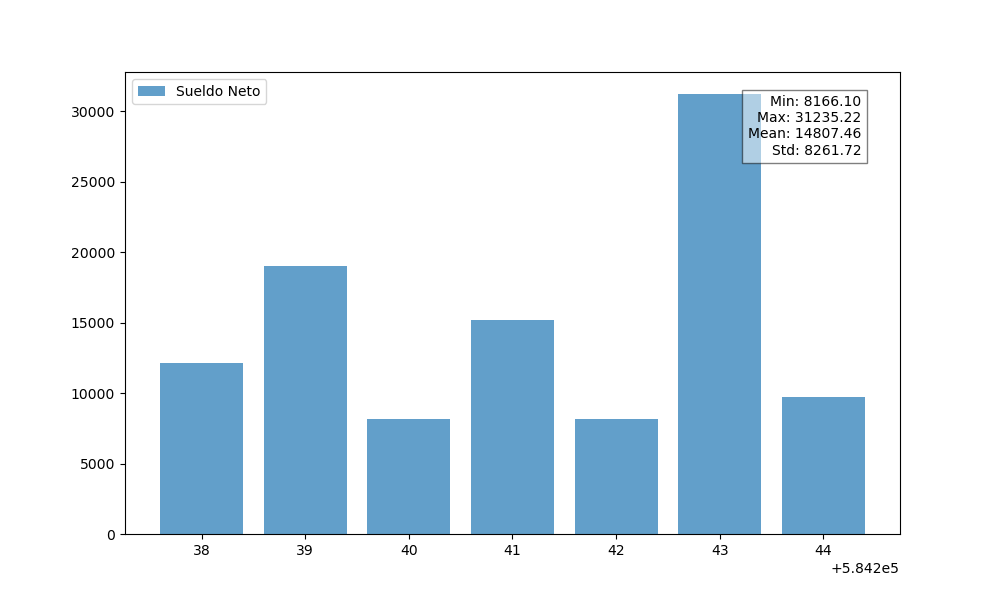 Sueldo Neto
Min: 8166.10
Max: 31235.22
Mean: 14807.46
Std: 8261.72
30000
25000
20000
15000
10000
5000
0
38 39 40 41 42 43 44
+5.842e5